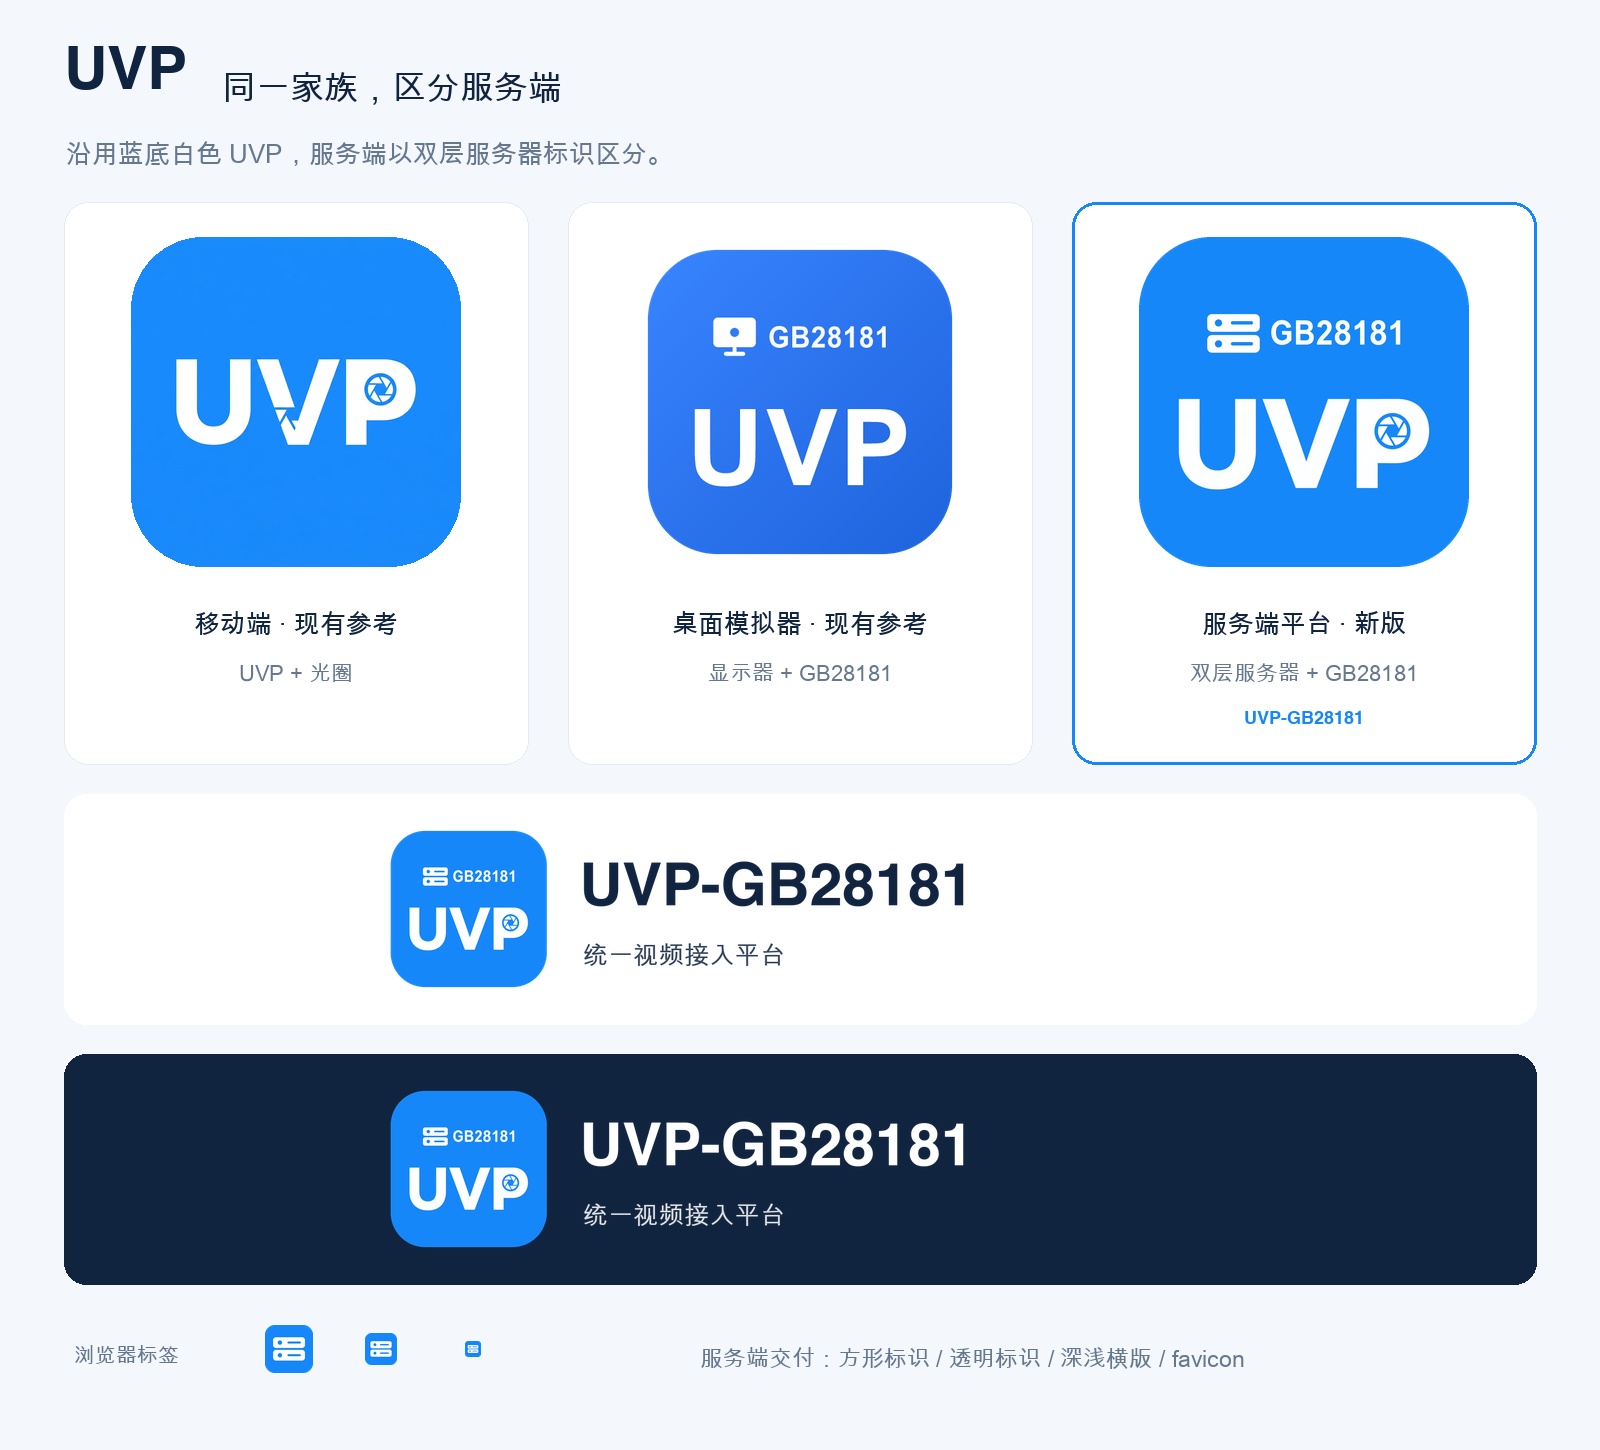 UVP 同一家族，区分服务端
沿用蓝底白色 UVP，服务端以双层服务器标识区分。
UVP
移动端 · 现有参考
UVP + 光圈
GB28181
UVP
桌面模拟器 · 现有参考
显示器 + GB28181
GB28181
UVP
服务端平台 · 新版
双层服务器 + GB28181
UVP-GB28181
GB28181
UVP
UVP-GB28181
统一视频接入平台
GB28181
UVP
UVP-GB28181
统一视频接入平台
浏览器标签
服务端交付：方形标识 / 透明标识 / 深浅横版 / favicon